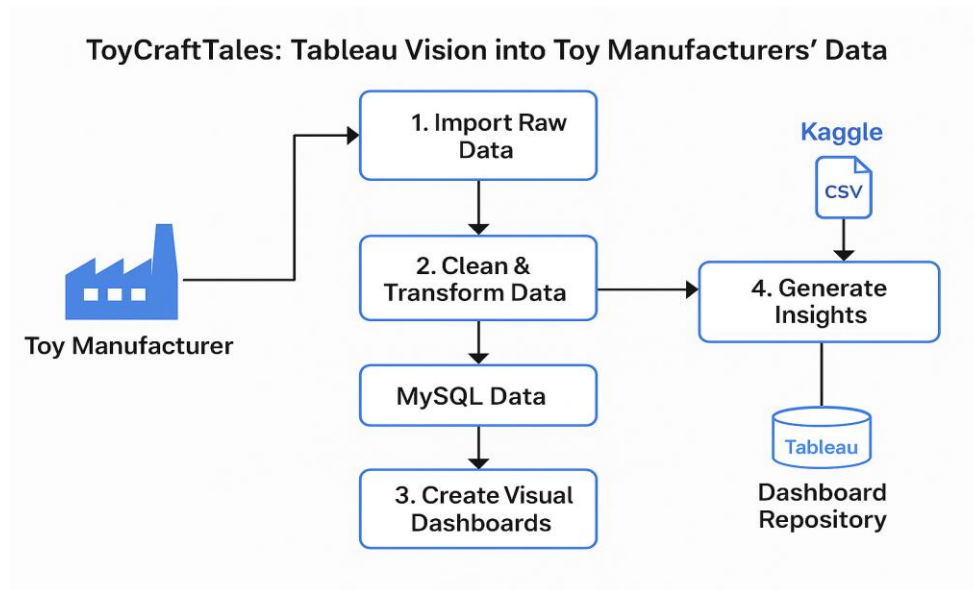 ToyCraftTales: Tableau Vision into Toy Manufacturers’ Data
1. Import Raw
Data
Kaggle
CSV
2. Clean &
Transform Data
4. Generate
Insights
Toy Manufacturer
MySQL Data
Tableau
3. Create Visual
Dashboards
Dashboard
Repository